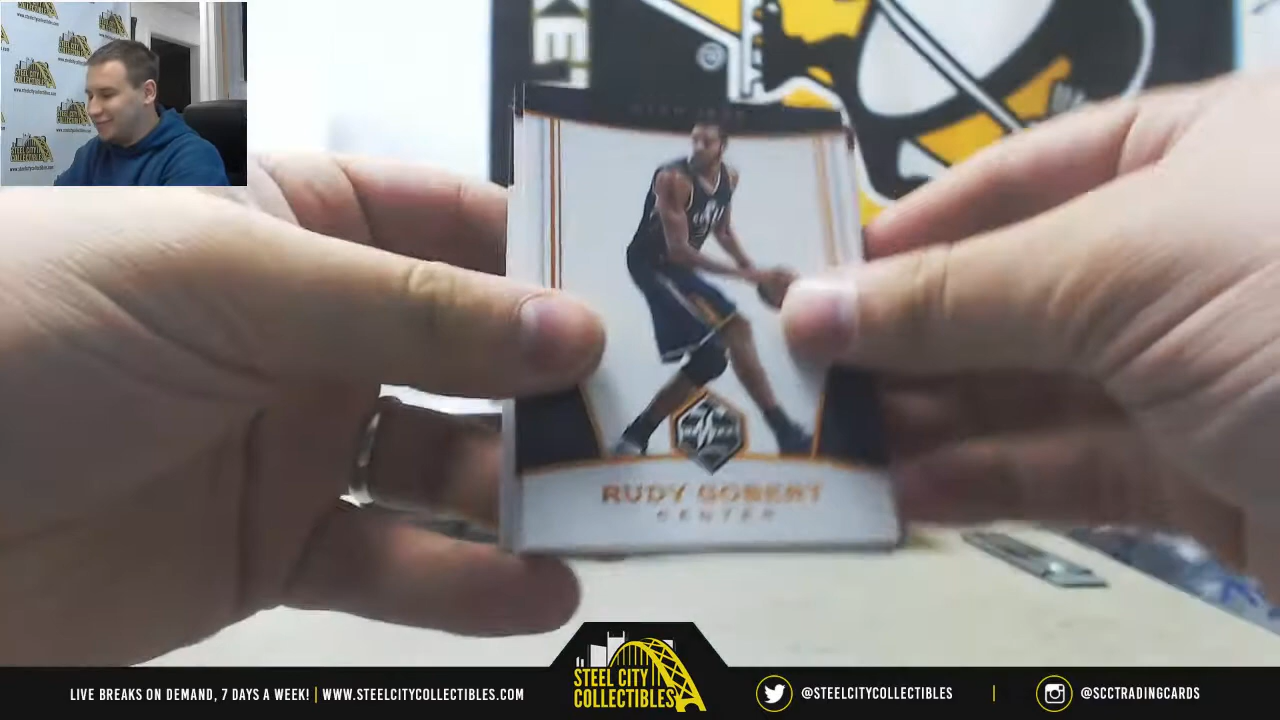 RUDY GOBERT
CENTER
STEEL CITY
COLLECTIBLES
LIVE BREAKS ON DEMAND, 7 DAYS A WEEK! | WWW.STEELCITYCOLLECTIBLES.COM
@STEELCITYCOLLECTIBLES | @SCCTRADINGCARDS